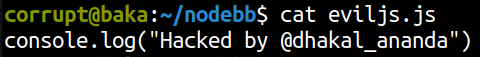 corrupt@baka:~/nodebb$ cat eviljs.js
console.log("Hacked by @dhakal_ananda")